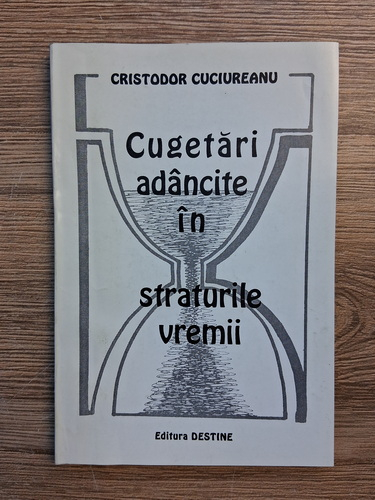 CRISTODOR CUCIUREANU
Cugetări
adâncite
în
straturile
vremii
Editura DESTINE